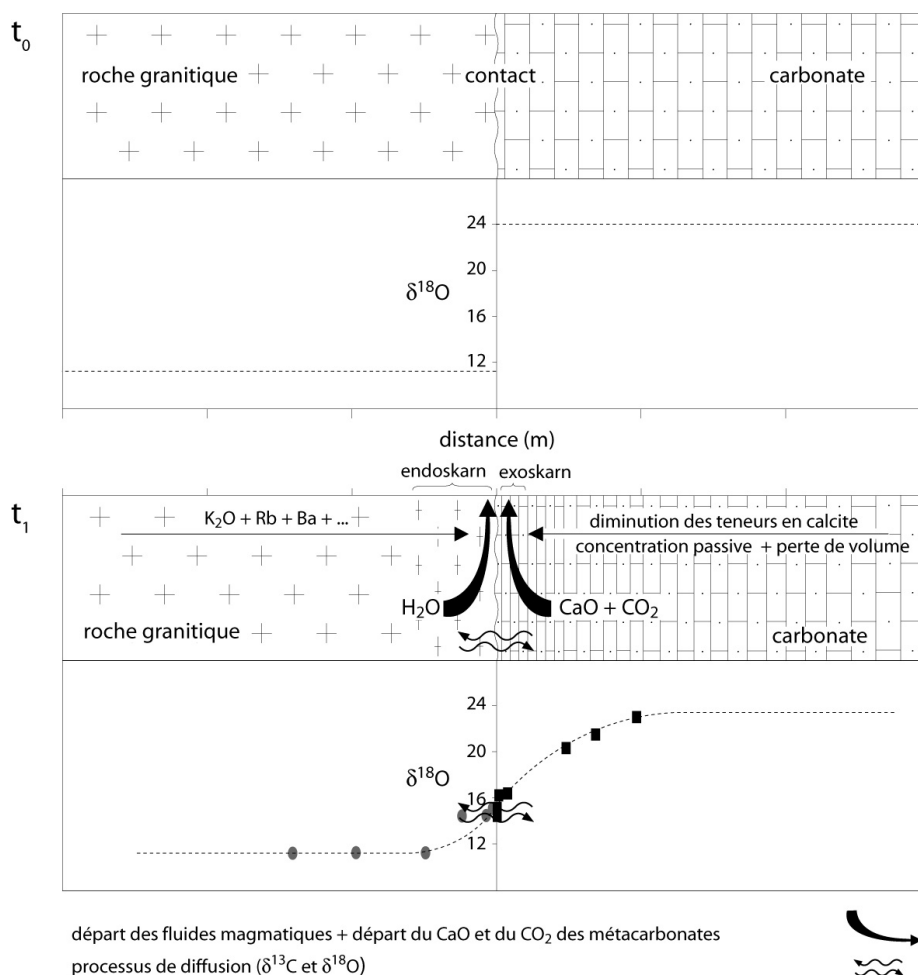 t0
roche granitique contact carbonate
24
20
δ18O
16
12
distance (m)
endoskarn exoskarn
t1
K2O + Rb + Ba + ...
diminution des teneurs en calcite
concentration passive + perte de volume
H2O CaO + CO2
roche granitique carbonate
24
20
δ18O
16
12
départ des fluides magmatiques + départ du CaO et du CO2 des métacarbonates
processus de diffusion (δ13C et δ18O)